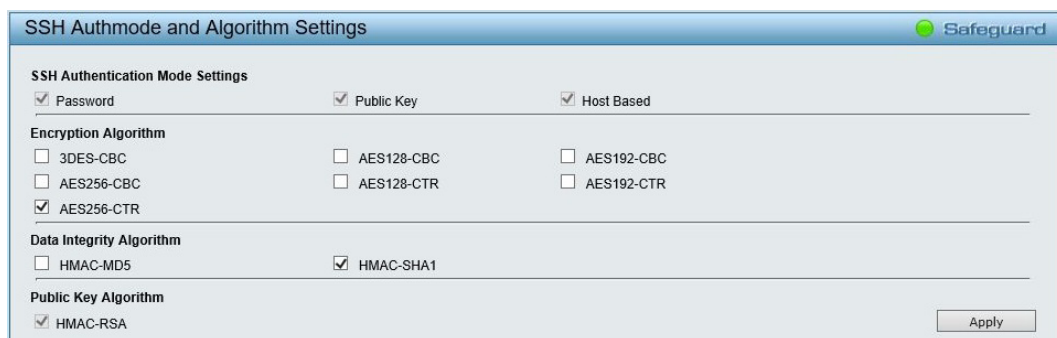 SSH Authmode and Algorithm Settings Safeguard
SSH Authentication Mode Settings
Password Public Key Host Based
Encryption Algorithm
3DES-CBC AES128-CBC AES192-CBC
AES256-CBC AES128-CTR AES192-CTR
AES256-CTR
Data Integrity Algorithm
HMAC-MD5 HMAC-SHA1
Public Key Algorithm
HMAC-RSA Apply